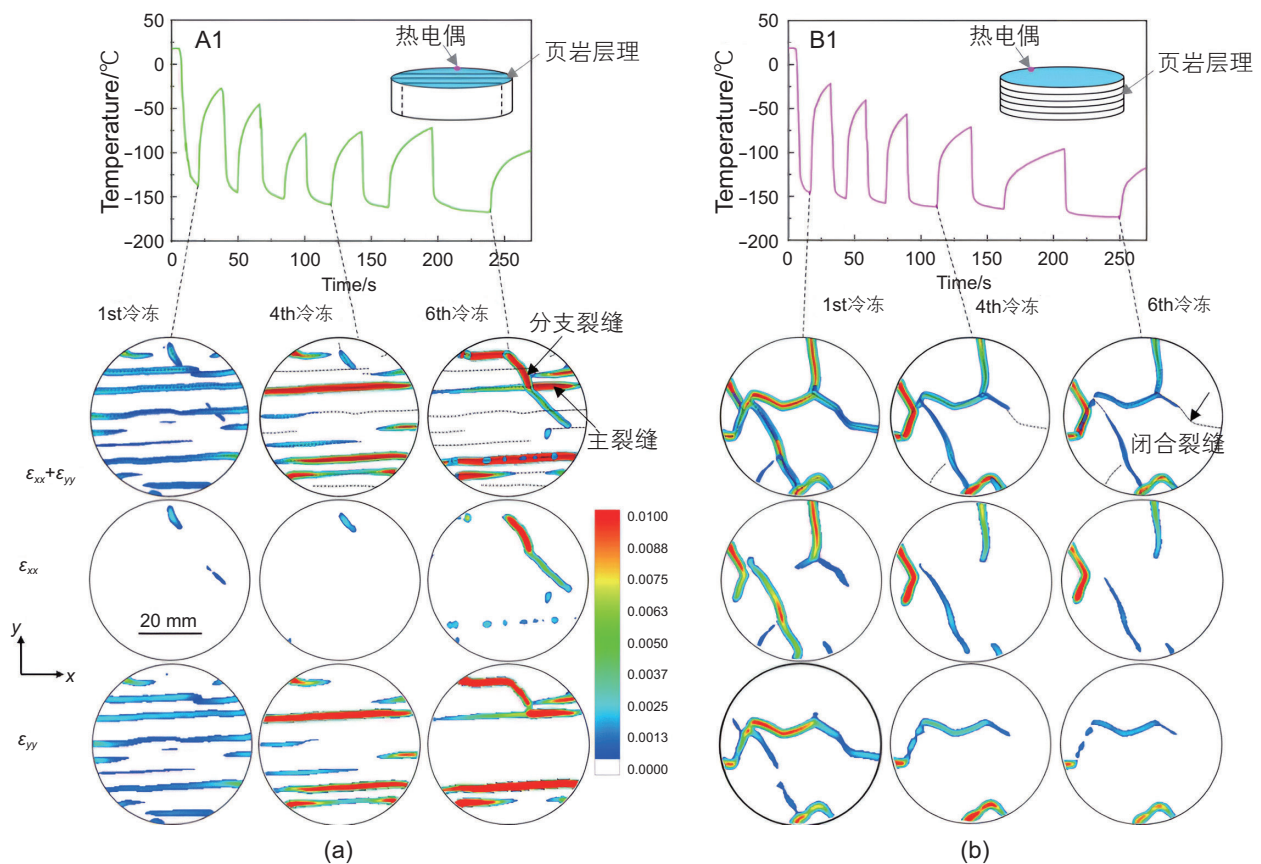 A1
热电偶
页岩层理
Temperature/℃
50
0
−50
−100
−150
−200
0
50
100
150
200
250
Time/s
1st冷冻
4th冷冻
6th冷冻
分支裂缝
主裂缝
εxx+εyy
εxx
εyy
20 mm
y
x
0.0100
0.0088
0.0075
0.0063
0.0050
0.0037
0.0025
0.0013
0.0000
(a)
B1
热电偶
页岩层理
Temperature/℃
50
0
−50
−100
−150
−200
0
50
100
150
200
250
Time/s
1st冷冻
4th冷冻
6th冷冻
闭合裂缝
(b)